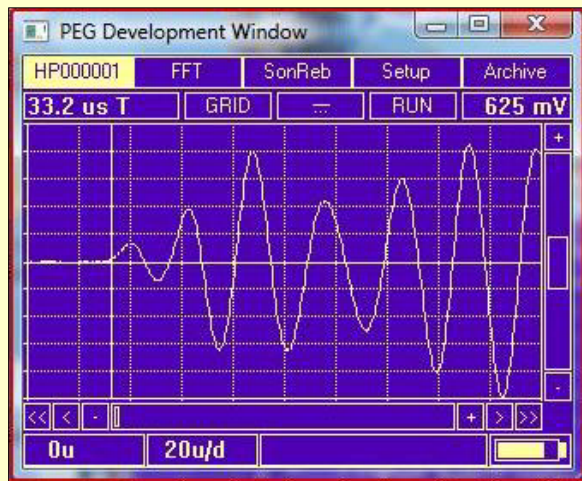 PEG Development Window
HP000001 FFT SonReb Setup Archive
33.2 us T GRID RUN 625 mV
+
-
<< < - + > >>
0u 20u/d